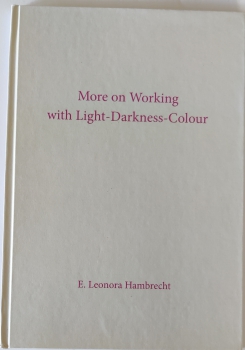 More on Working
with Light-Darkness-Colour
E. Leonora Hambrecht